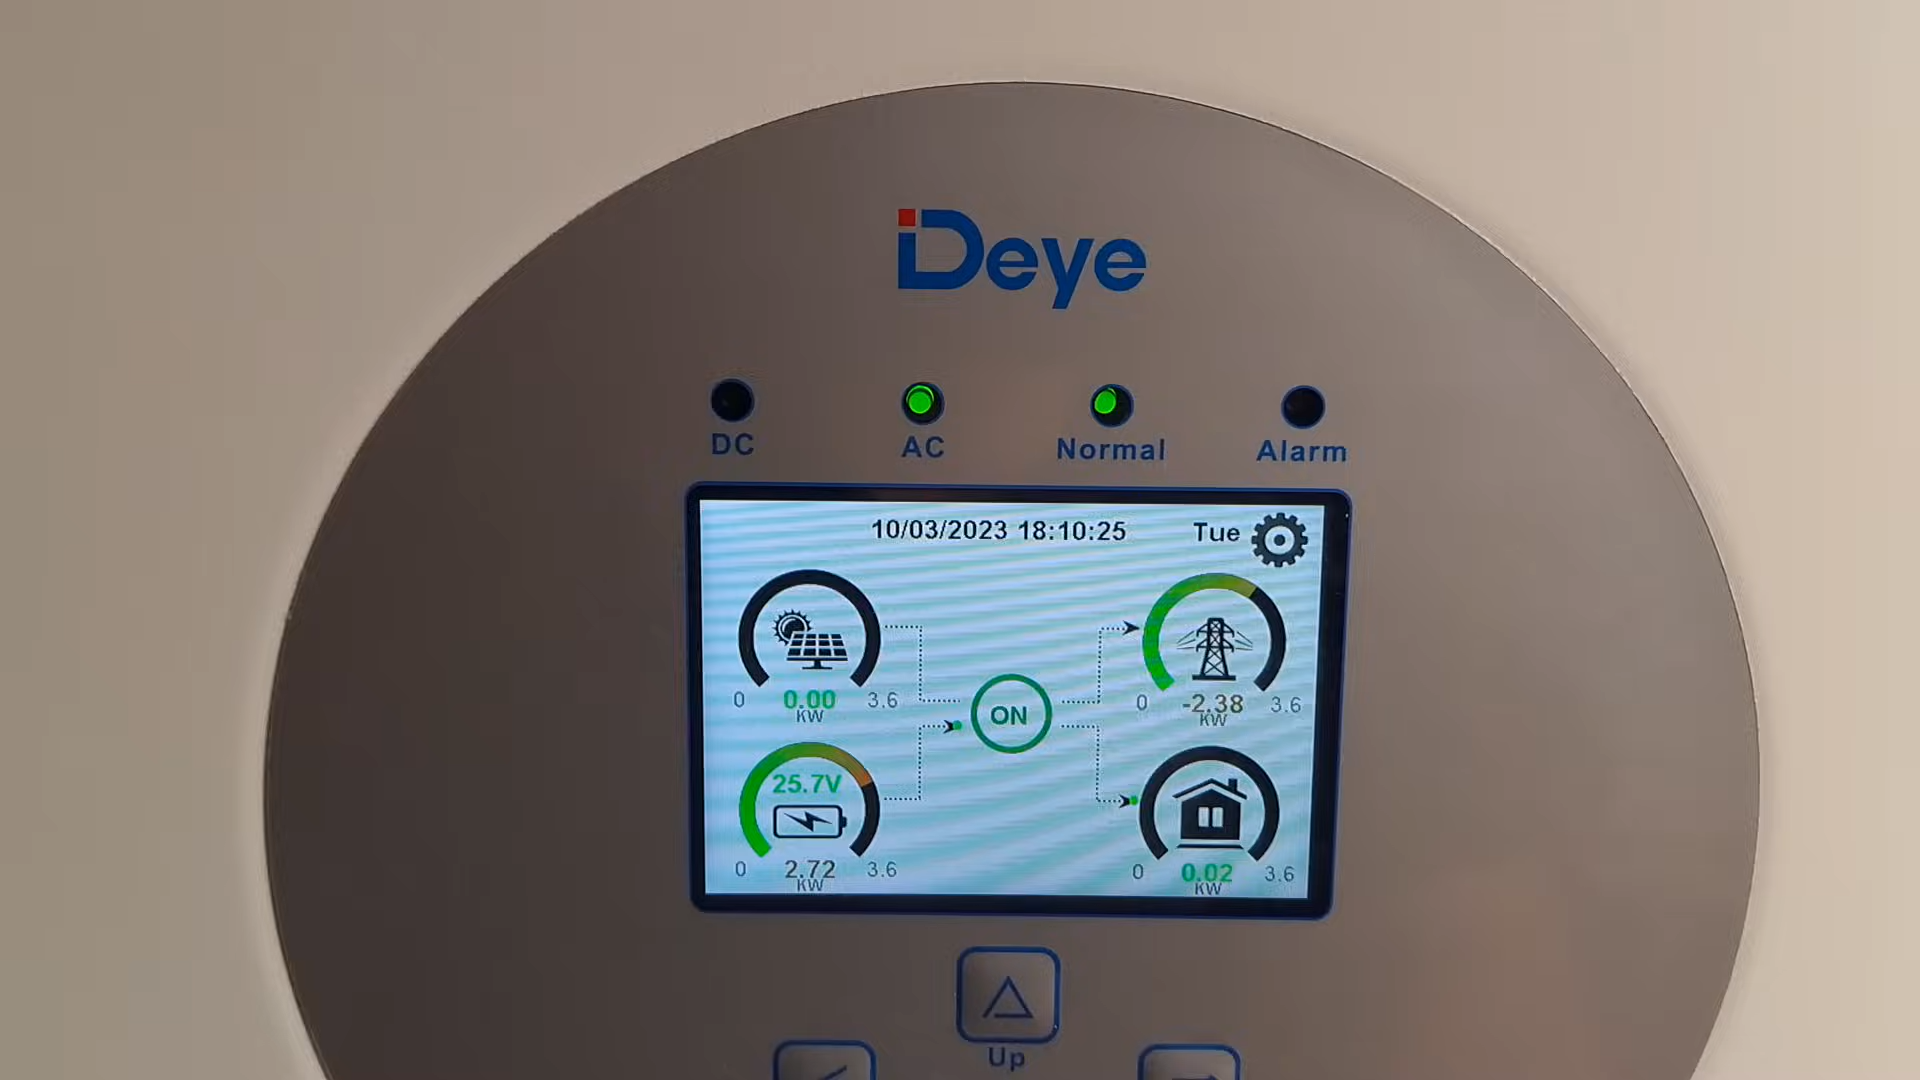 Deye
DC AC Normal Alarm
10/03/2023 18:10:25 Tue
0 0.00 3.6
KW
0 -2.38 3.6
KW
ON
25.7V
0 2.72 3.6
KW
0 0.02 3.6
KW
Up